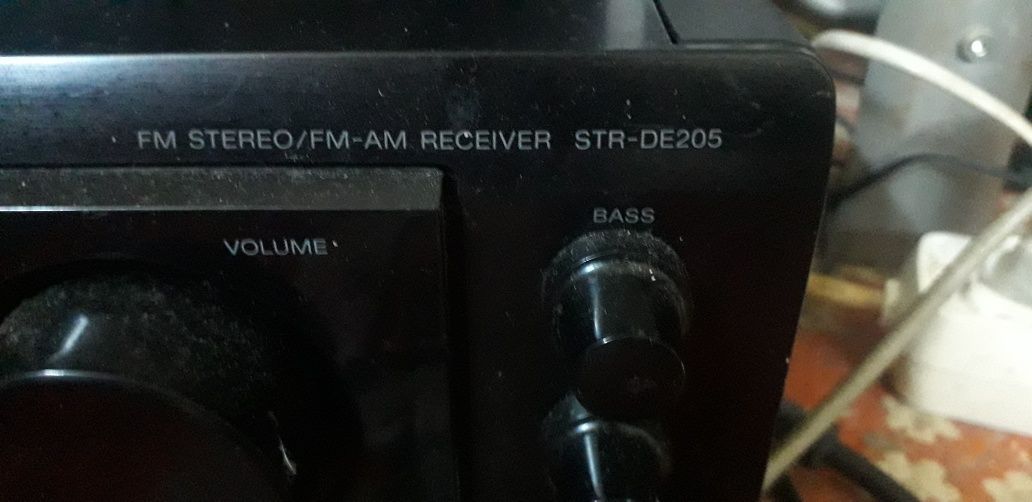 FM STEREO/FM-AM RECEIVER STR-DE205
VOLUME
BASS